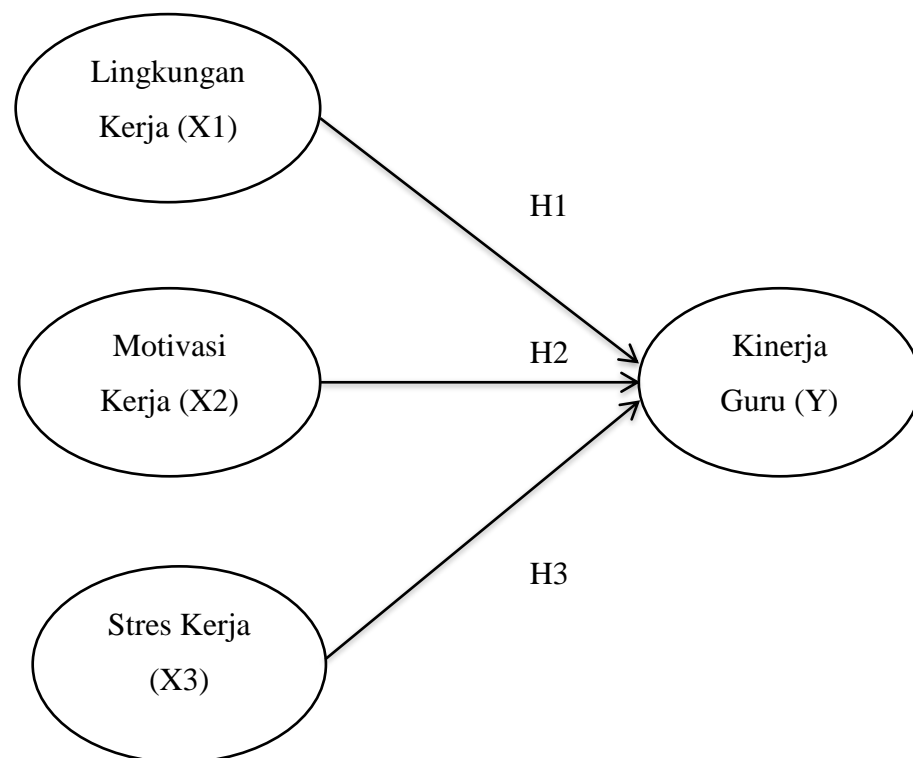 Lingkungan
Kerja (X1)
H1
Motivasi
Kerja (X2)
H2
Kinerja
Guru (Y)
H3
Stres Kerja
(X3)